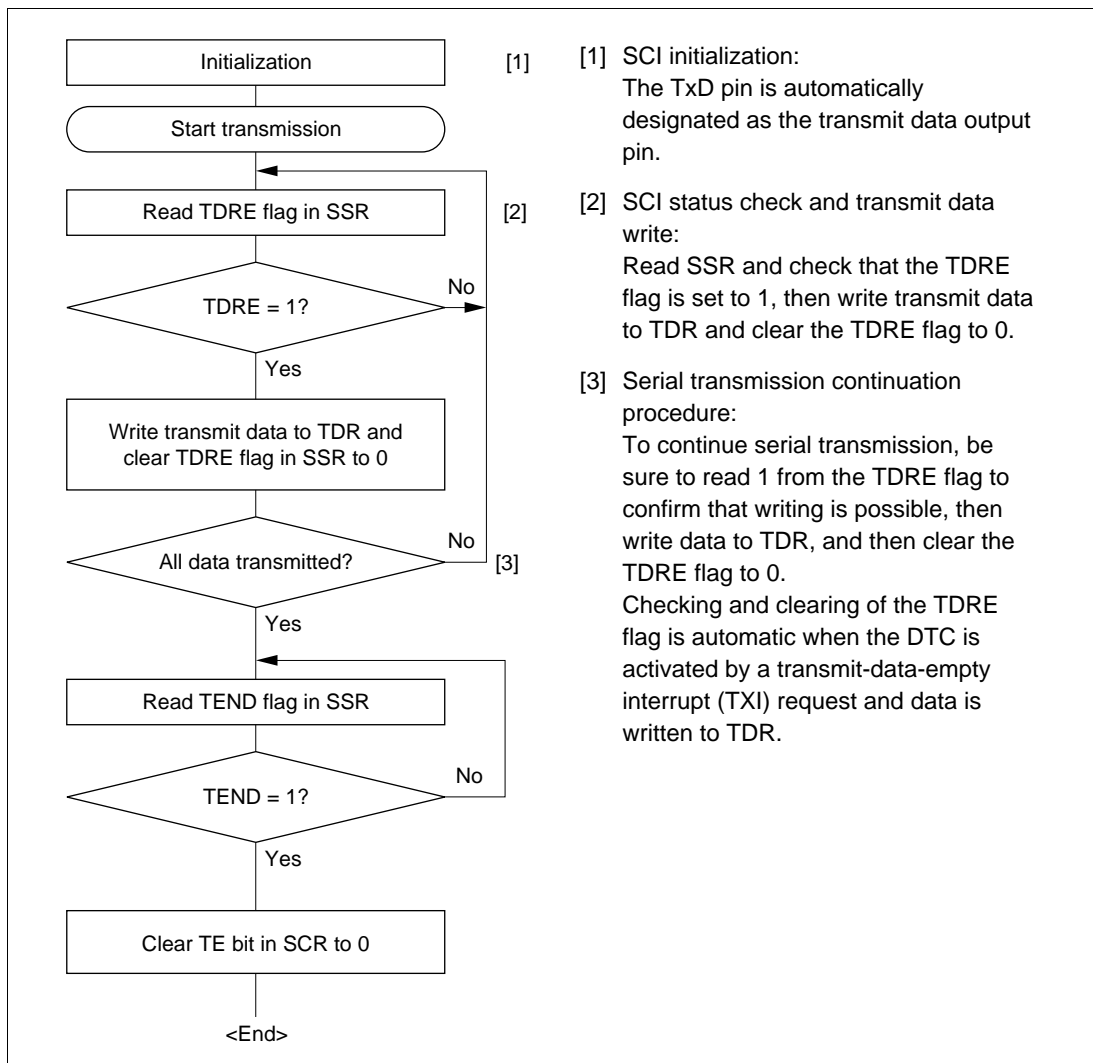 Initialization
[1]
Start transmission
Read TDRE flag in SSR
[2]
No
TDRE = 1?
Yes
Write transmit data to TDR and
clear TDRE flag in SSR to 0
No
All data transmitted?
[3]
Yes
Read TEND flag in SSR
No
TEND = 1?
Yes
Clear TE bit in SCR to 0
<End>
[1] SCI initialization:
The TxD pin is automatically
designated as the transmit data output
pin.
[2] SCI status check and transmit data
write:
Read SSR and check that the TDRE
flag is set to 1, then write transmit data
to TDR and clear the TDRE flag to 0.
[3] Serial transmission continuation
procedure:
To continue serial transmission, be
sure to read 1 from the TDRE flag to
confirm that writing is possible, then
write data to TDR, and then clear the
TDRE flag to 0.
Checking and clearing of the TDRE
flag is automatic when the DTC is
activated by a transmit-data-empty
interrupt (TXI) request and data is
written to TDR.